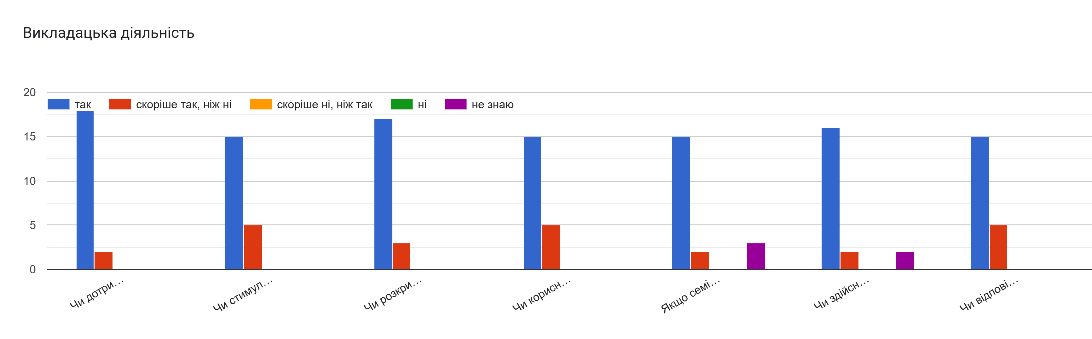 Викладацька діяльність
так скоріше так, ніж ні скоріше ні, ніж так ні не знаю
20
15
10
5
0
Чи дотри…
Чи стимул…
Чи розкри…
Чи корисн…
Якщо семі…
Чи здійсн…
Чи відпові…